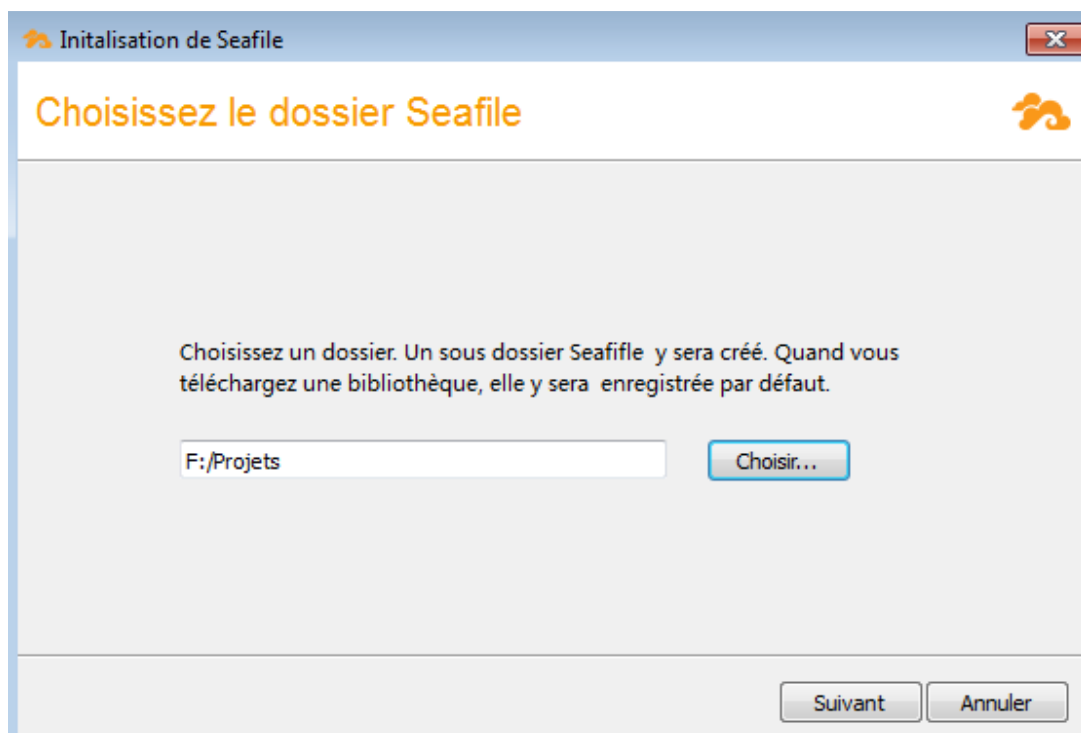 Initalisation de Seafile
Choisissez le dossier Seafile
Choisissez un dossier. Un sous dossier Seafifle y sera créé. Quand vous
téléchargez une bibliothèque, elle y sera enregistrée par défaut.
F:/Projets
Choisir...
Suivant
Annuler